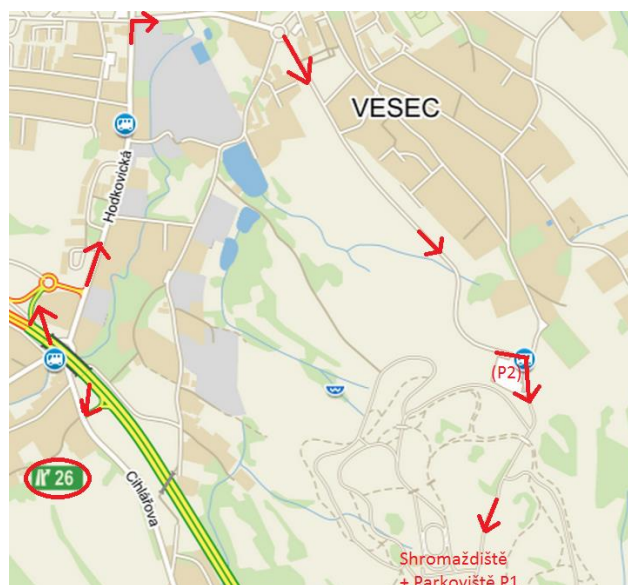 VESEC
Hodkovická
(P2)
26
Cihlářova
Shromaždiště
+ Parkoviště P1